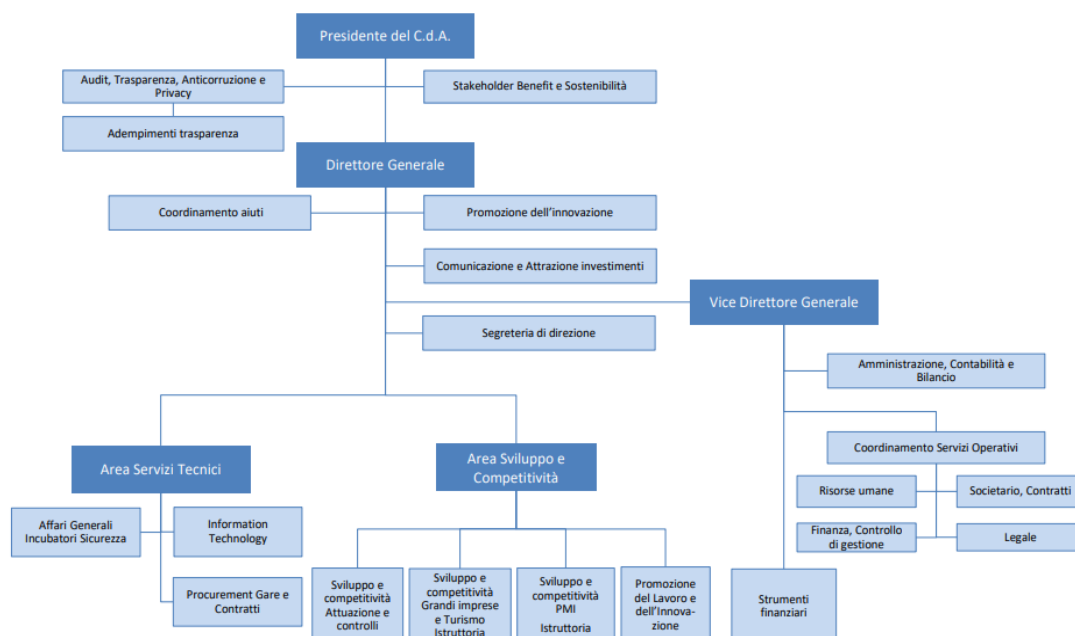 Presidente del C.d.A.
Audit, Trasparenza, Anticorruzione e
Privacy
Stakeholder Benefit e Sostenibilità
Adempimenti trasparenza
Direttore Generale
Coordinamento aiuti
Promozione dell'innovazione
Comunicazione e Attrazione investimenti
Vice Direttore Generale
Segreteria di direzione
Amministrazione, Contabilità e
Bilancio
Coordinamento Servizi Operativi
Area Servizi Tecnici
Area Sviluppo e
Competitività
Risorse umane
Societario, Contratti
Affari Generali
Incubatori Sicurezza
Information
Technology
Finanza, Controllo
di gestione
Legale
Procurement Gare e
Contratti
Sviluppo e
competitività
Attuazione e
controlli
Sviluppo e
competitività
Grandi imprese
e Turismo
Istruttoria
Sviluppo e
competitività
PMI
Istruttoria
Promozione
del Lavoro e
dell'Innova-
zione
Strumenti
finanziari